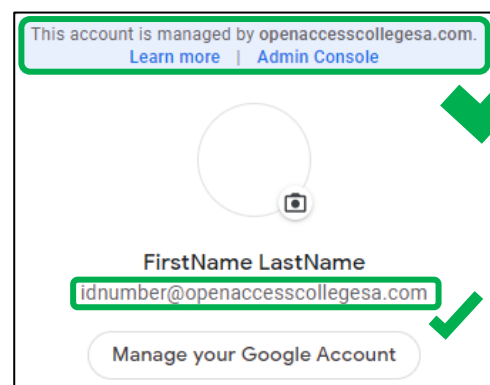 This account is managed by openaccesscollegesa.com.
Learn more | Admin Console
FirstName LastName
idnumber@openaccesscollegesa.com
Manage your Google Account